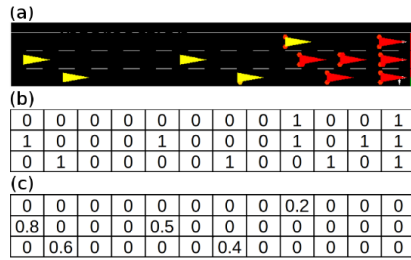 (a)
(b)
0 0 0 0 0 0 0 0 1 0 0 1
1 0 0 0 1 0 0 0 1 0 1 1
0 1 0 0 0 0 1 0 0 1 0 1
(c)
0 0 0 0 0 0 0 0 0.2 0 0 0
0.8 0 0 0 0.5 0 0 0 0 0 0 0
0 0.6 0 0 0 0 0.4 0 0 0 0 0